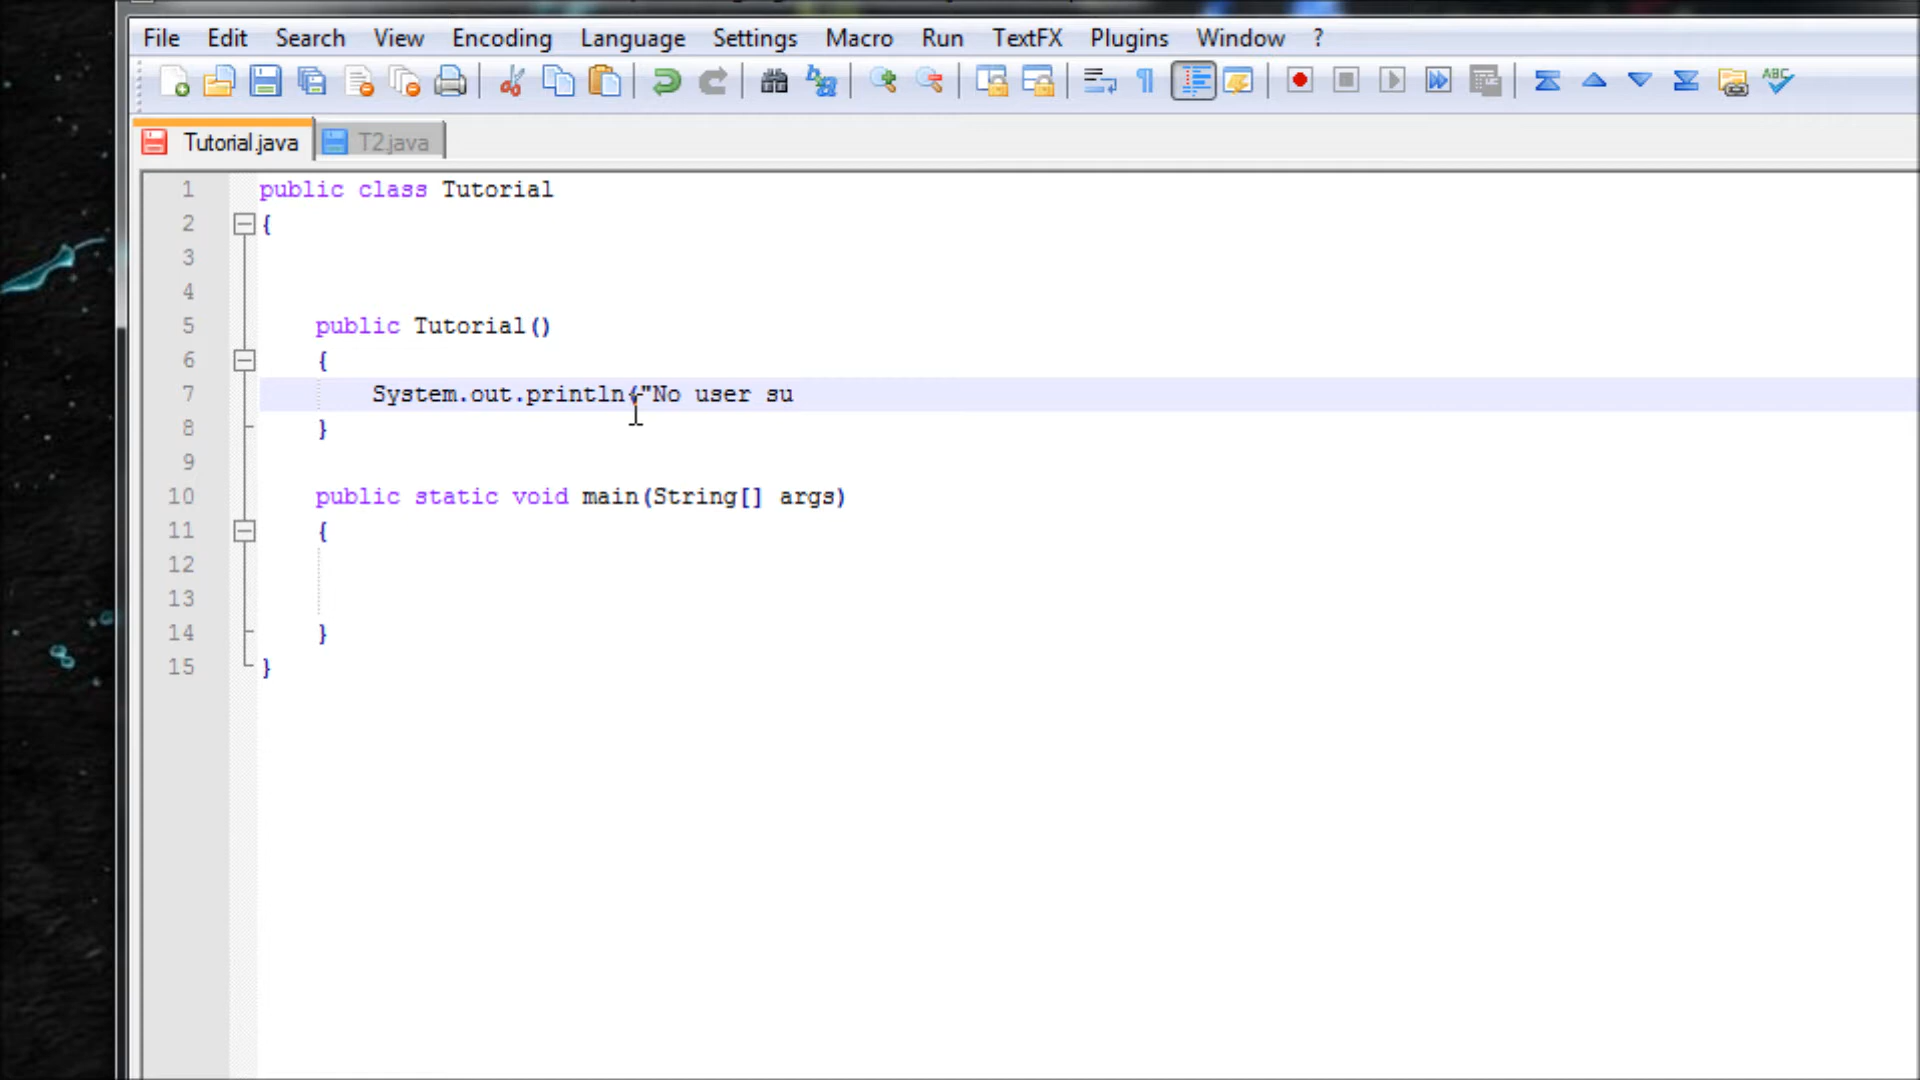 File Edit Search View Encoding Language Settings Macro Run TextFX Plugins Window ?
ABC
Tutorial.java T2.java
1 public class Tutorial
2 {
3
4
5 public Tutorial()
6 {
7 System.out.println("No user su
8 }
9
10 public static void main(String[] args)
11 {
12
13
14 }
15 }